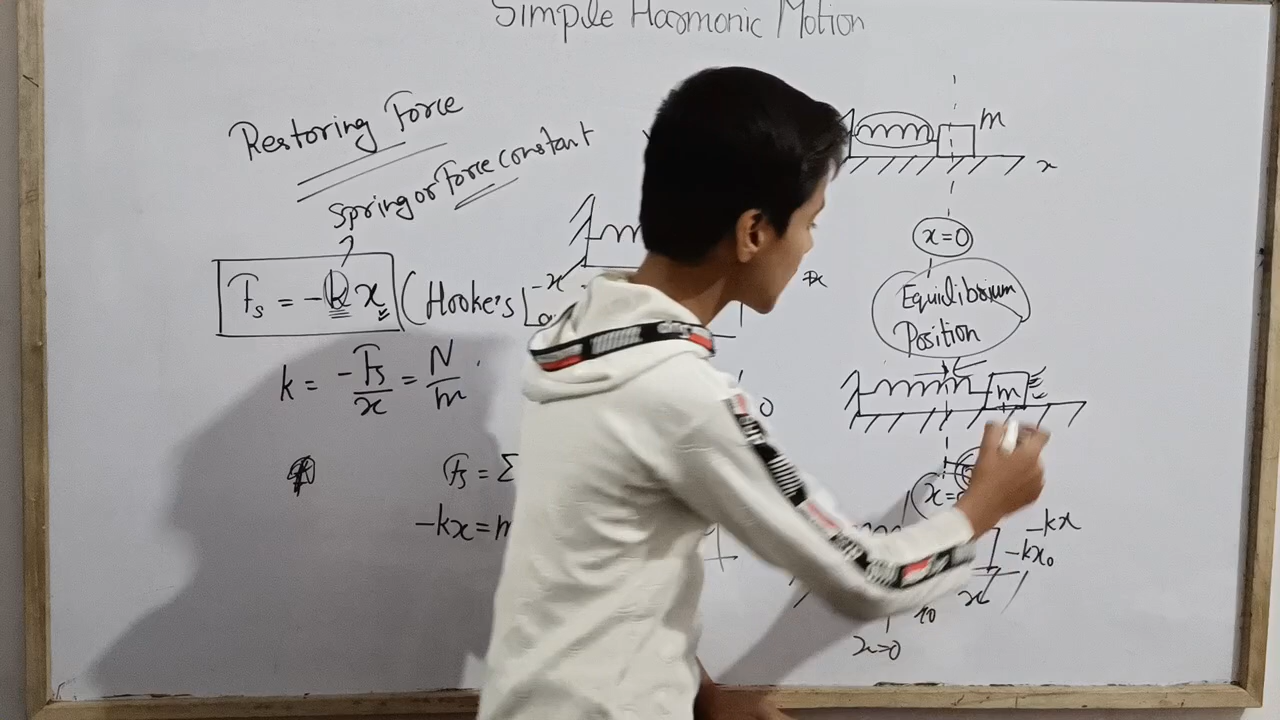 Simple Harmonic Motion
Restoring Force
Spring or Force constant
Fs = -kx (Hooke's
-x
k = -Fs/x = N/m
Fs = Σ
-kx = m
0
m
x
x=0
Equilibrium
Position
m
x=
-kx
-kx₀
x
x₀
x=0